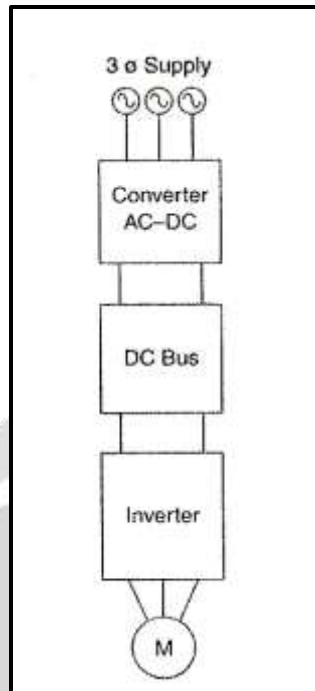 3 ø Supply
Converter
AC–DC
DC Bus
Inverter
M